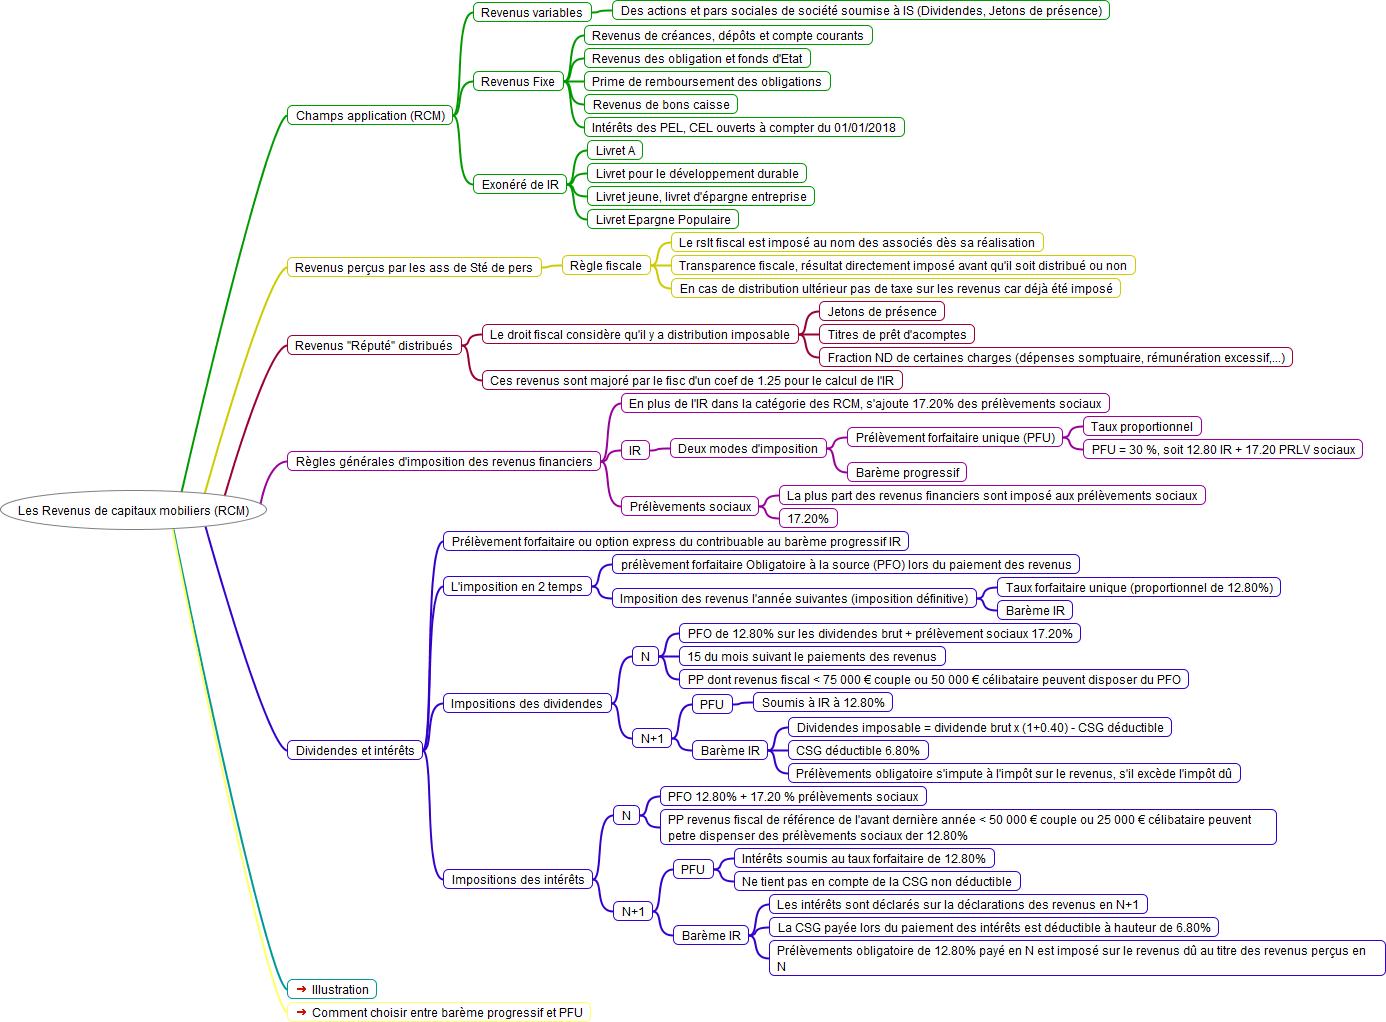 Les Revenus de capitaux mobiliers (RCM)
Champs application (RCM)
Revenus variables
Des actions et pars sociales de société soumise à IS (Dividendes, Jetons de présence)
Revenus Fixe
Revenus de créances, dépôts et compte courants
Revenus des obligation et fonds d'Etat
Prime de remboursement des obligations
Revenus de bons caisse
Intérêts des PEL, CEL ouverts à compter du 01/01/2018
Exonéré de IR
Livret A
Livret pour le développement durable
Livret jeune, livret d'épargne entreprise
Livret Epargne Populaire
Revenus perçus par les ass de Sté de pers
Règle fiscale
Le rslt fiscal est imposé au nom des associés dès sa réalisation
Transparence fiscale, résultat directement imposé avant qu'il soit distribué ou non
En cas de distribution ultérieur pas de taxe sur les revenus car déjà été imposé
Revenus "Réputé" distribués
Le droit fiscal considère qu'il y a distribution imposable
Jetons de présence
Titres de prêt d'acomptes
Fraction ND de certaines charges (dépenses somptuaire, rémunération excessif,...)
Ces revenus sont majoré par le fisc d'un coef de 1.25 pour le calcul de l'IR
Règles générales d'imposition des revenus financiers
En plus de l'IR dans la catégorie des RCM, s'ajoute 17.20% des prélèvements sociaux
IR
Deux modes d'imposition
Prélèvement forfaitaire unique (PFU)
Taux proportionnel
PFU = 30 %, soit 12.80 IR + 17.20 PRLV sociaux
Barème progressif
Prélèvements sociaux
La plus part des revenus financiers sont imposé aux prélèvements sociaux
17.20%
Dividendes et intérêts
Prélèvement forfaitaire ou option express du contribuable au barème progressif IR
L'imposition en 2 temps
prélèvement forfaitaire Obligatoire à la source (PFO) lors du paiement des revenus
Imposition des revenus l'année suivantes (imposition définitive)
Taux forfaitaire unique (proportionnel de 12.80%)
Barème IR
Impositions des dividendes
N
PFO de 12.80% sur les dividendes brut + prélèvement sociaux 17.20%
15 du mois suivant le paiements des revenus
PP dont revenus fiscal < 75 000 € couple ou 50 000 € célibataire peuvent disposer du PFO
N+1
PFU
Soumis à IR à 12.80%
Barème IR
Dividendes imposable = dividende brut x (1+0.40) - CSG déductible
CSG déductible 6.80%
Prélèvements obligatoire s'impute à l'impôt sur le revenus, s'il excède l'impôt dû
Impositions des intérêts
N
PFO 12.80% + 17.20 % prélèvements sociaux
PP revenus fiscal de référence de l'avant dernière année < 50 000 € couple ou 25 000 € célibataire peuvent
petre dispenser des prélèvements sociaux der 12.80%
N+1
PFU
Intérêts soumis au taux forfaitaire de 12.80%
Ne tient pas en compte de la CSG non déductible
Barème IR
Les intérêts sont déclarés sur la déclarations des revenus en N+1
La CSG payée lors du paiement des intérêts est déductible à hauteur de 6.80%
Prélèvements obligatoire de 12.80% payé en N est imposé sur le revenus dû au titre des revenus perçus en
N
Illustration
Comment choisir entre barème progressif et PFU